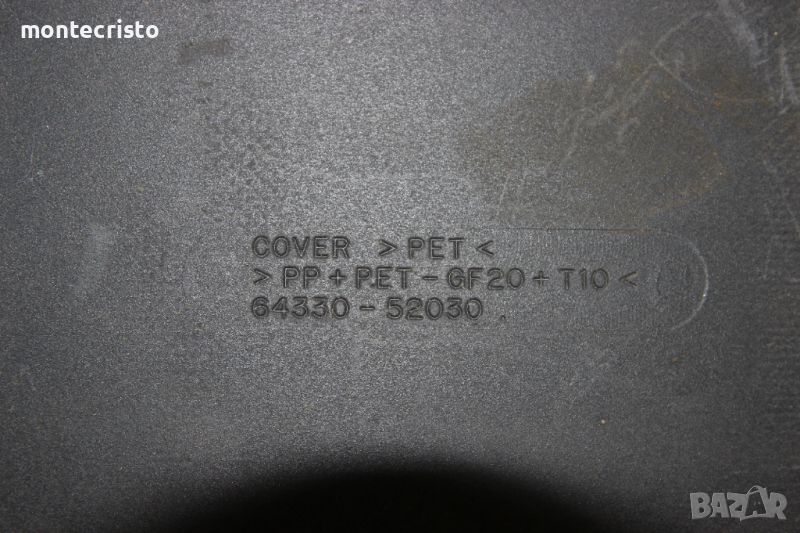 montecristo
COVER >PET<
>PP+PET-GF20+T10<
64330-52030
BAZAR